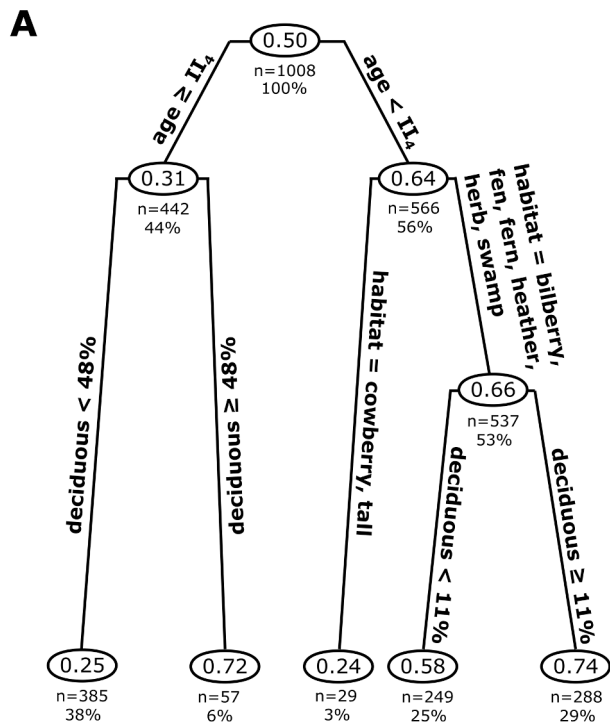 A
0.50
n=1008
100%
age ≥ II₄
age < II₄
0.31
n=442
44%
0.64
n=566
56%
habitat = bilberry,
fen, fern, heather,
herb, swamp
deciduous < 48%
deciduous ≥ 48%
habitat = cowberry, tall
0.66
n=537
53%
deciduous < 11%
deciduous ≥ 11%
0.25
n=385
38%
0.72
n=57
6%
0.24
n=29
3%
0.58
n=249
25%
0.74
n=288
29%